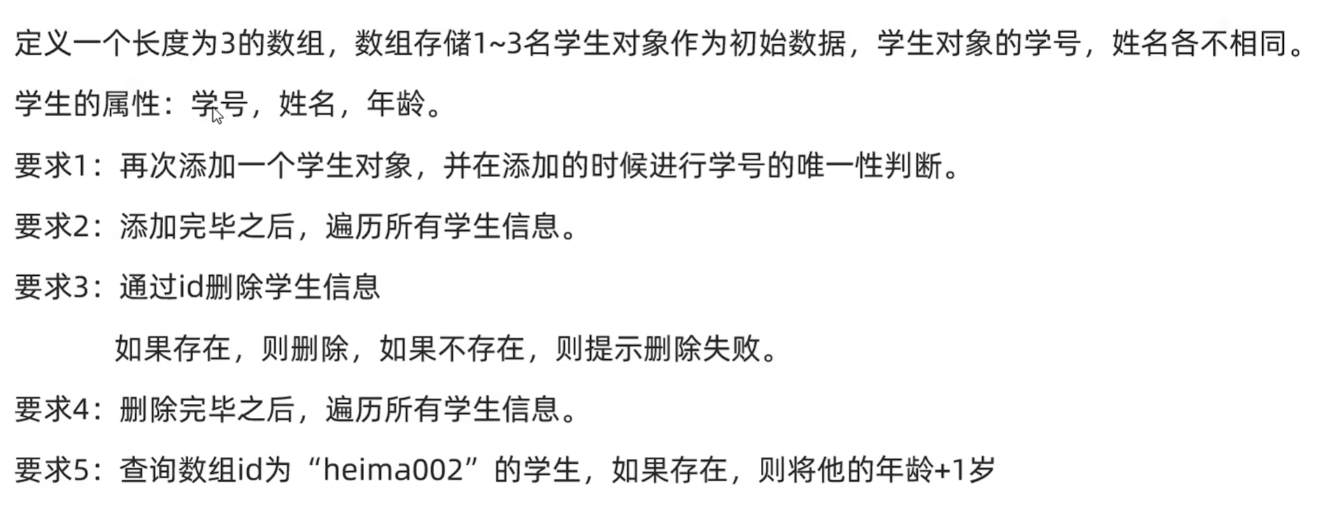 定义一个长度为3的数组，数组存储1~3名学生对象作为初始数据，学生对象的学号，姓名各不相同。
学生的属性：学号，姓名，年龄。
要求1：再次添加一个学生对象，并在添加的时候进行学号的唯一性判断。
要求2：添加完毕之后，遍历所有学生信息。
要求3：通过id删除学生信息
如果存在，则删除，如果不存在，则提示删除失败。
要求4：删除完毕之后，遍历所有学生信息。
要求5：查询数组id为“heima002”的学生，如果存在，则将他的年龄+1岁